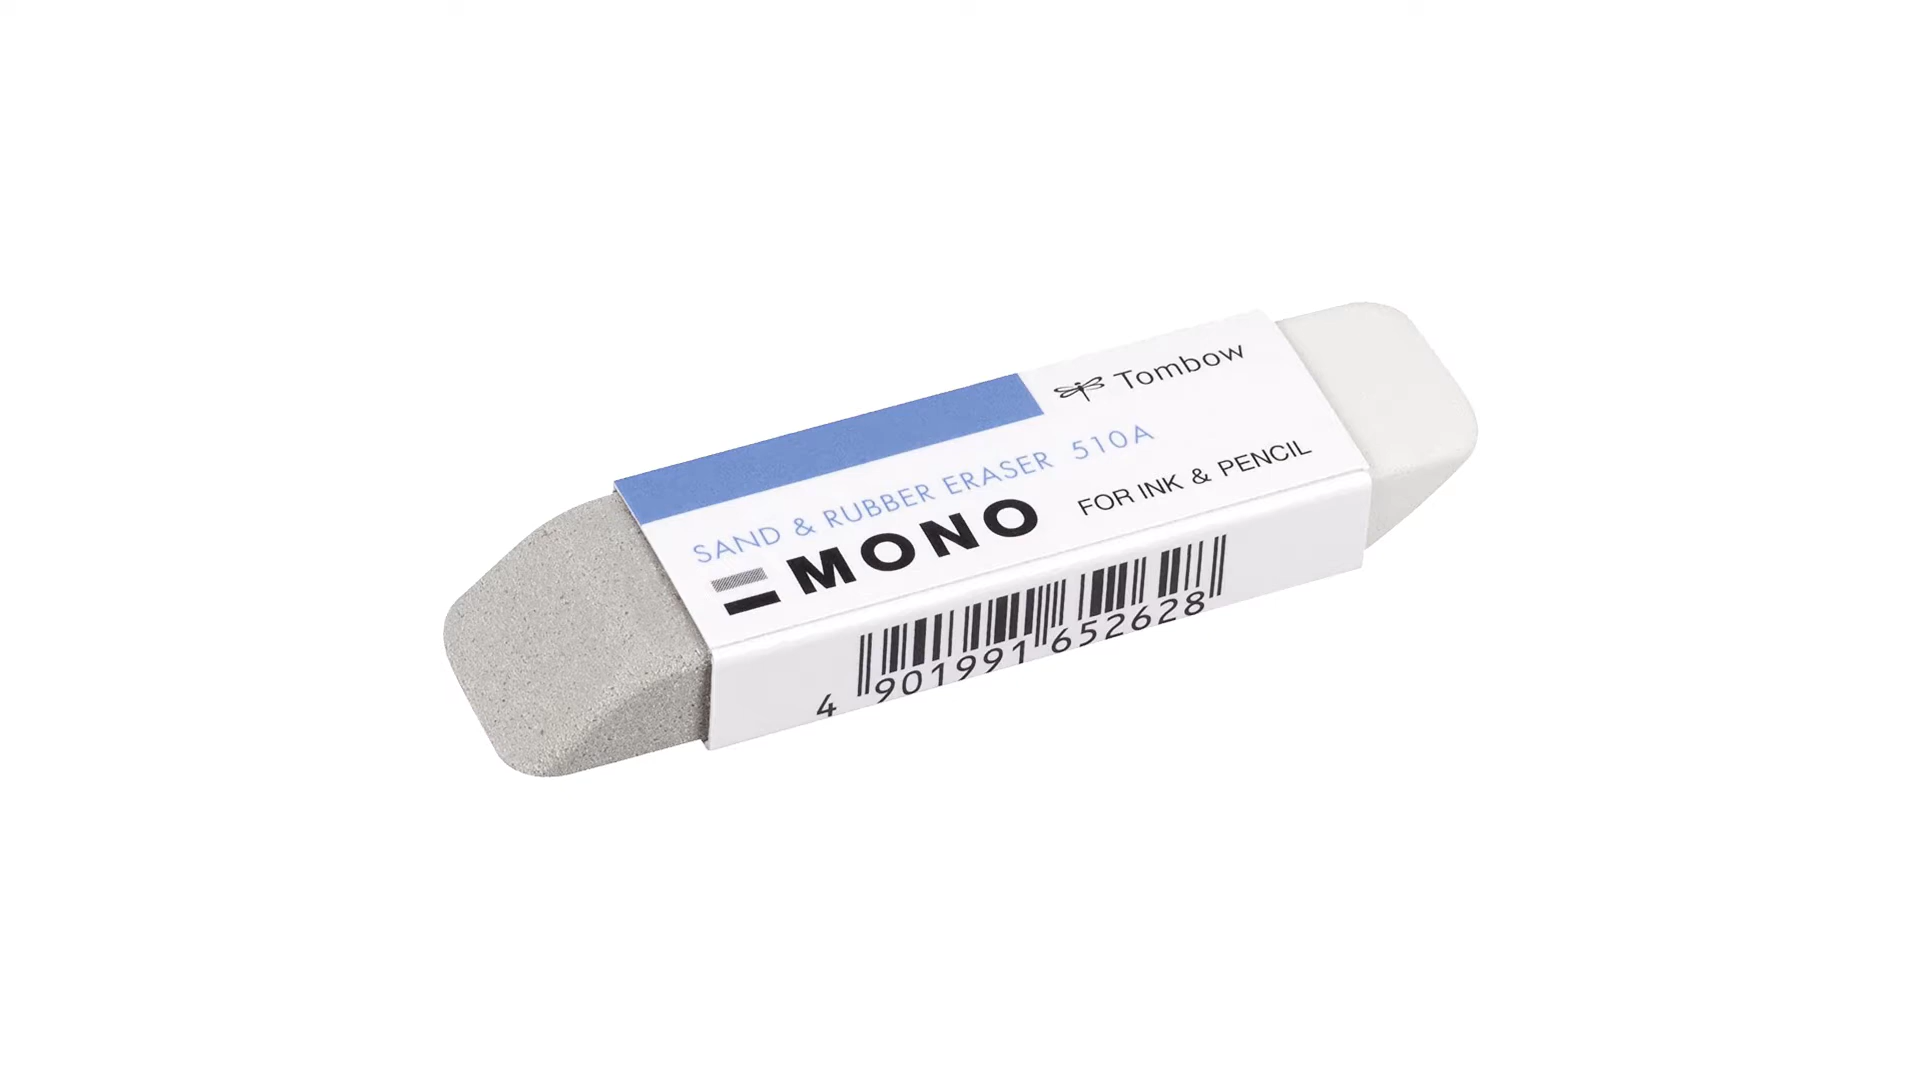 Tombow
SAND & RUBBER ERASER 510A
MONO
FOR INK & PENCIL
4 901991 652628